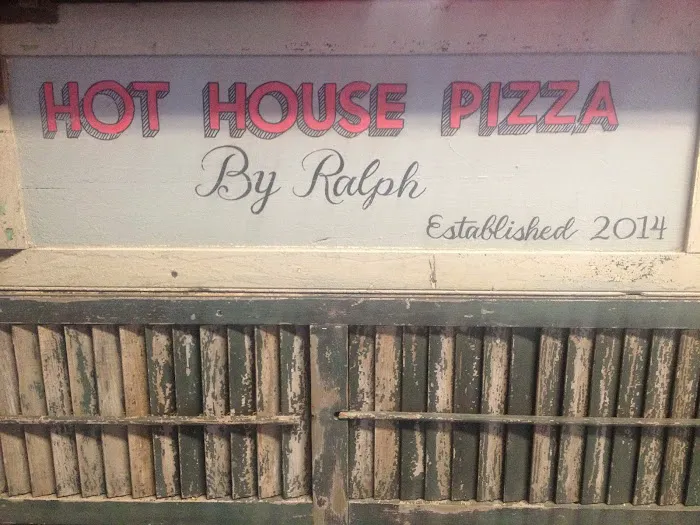 HOT HOUSE PIZZA
By Ralph
Established 2014